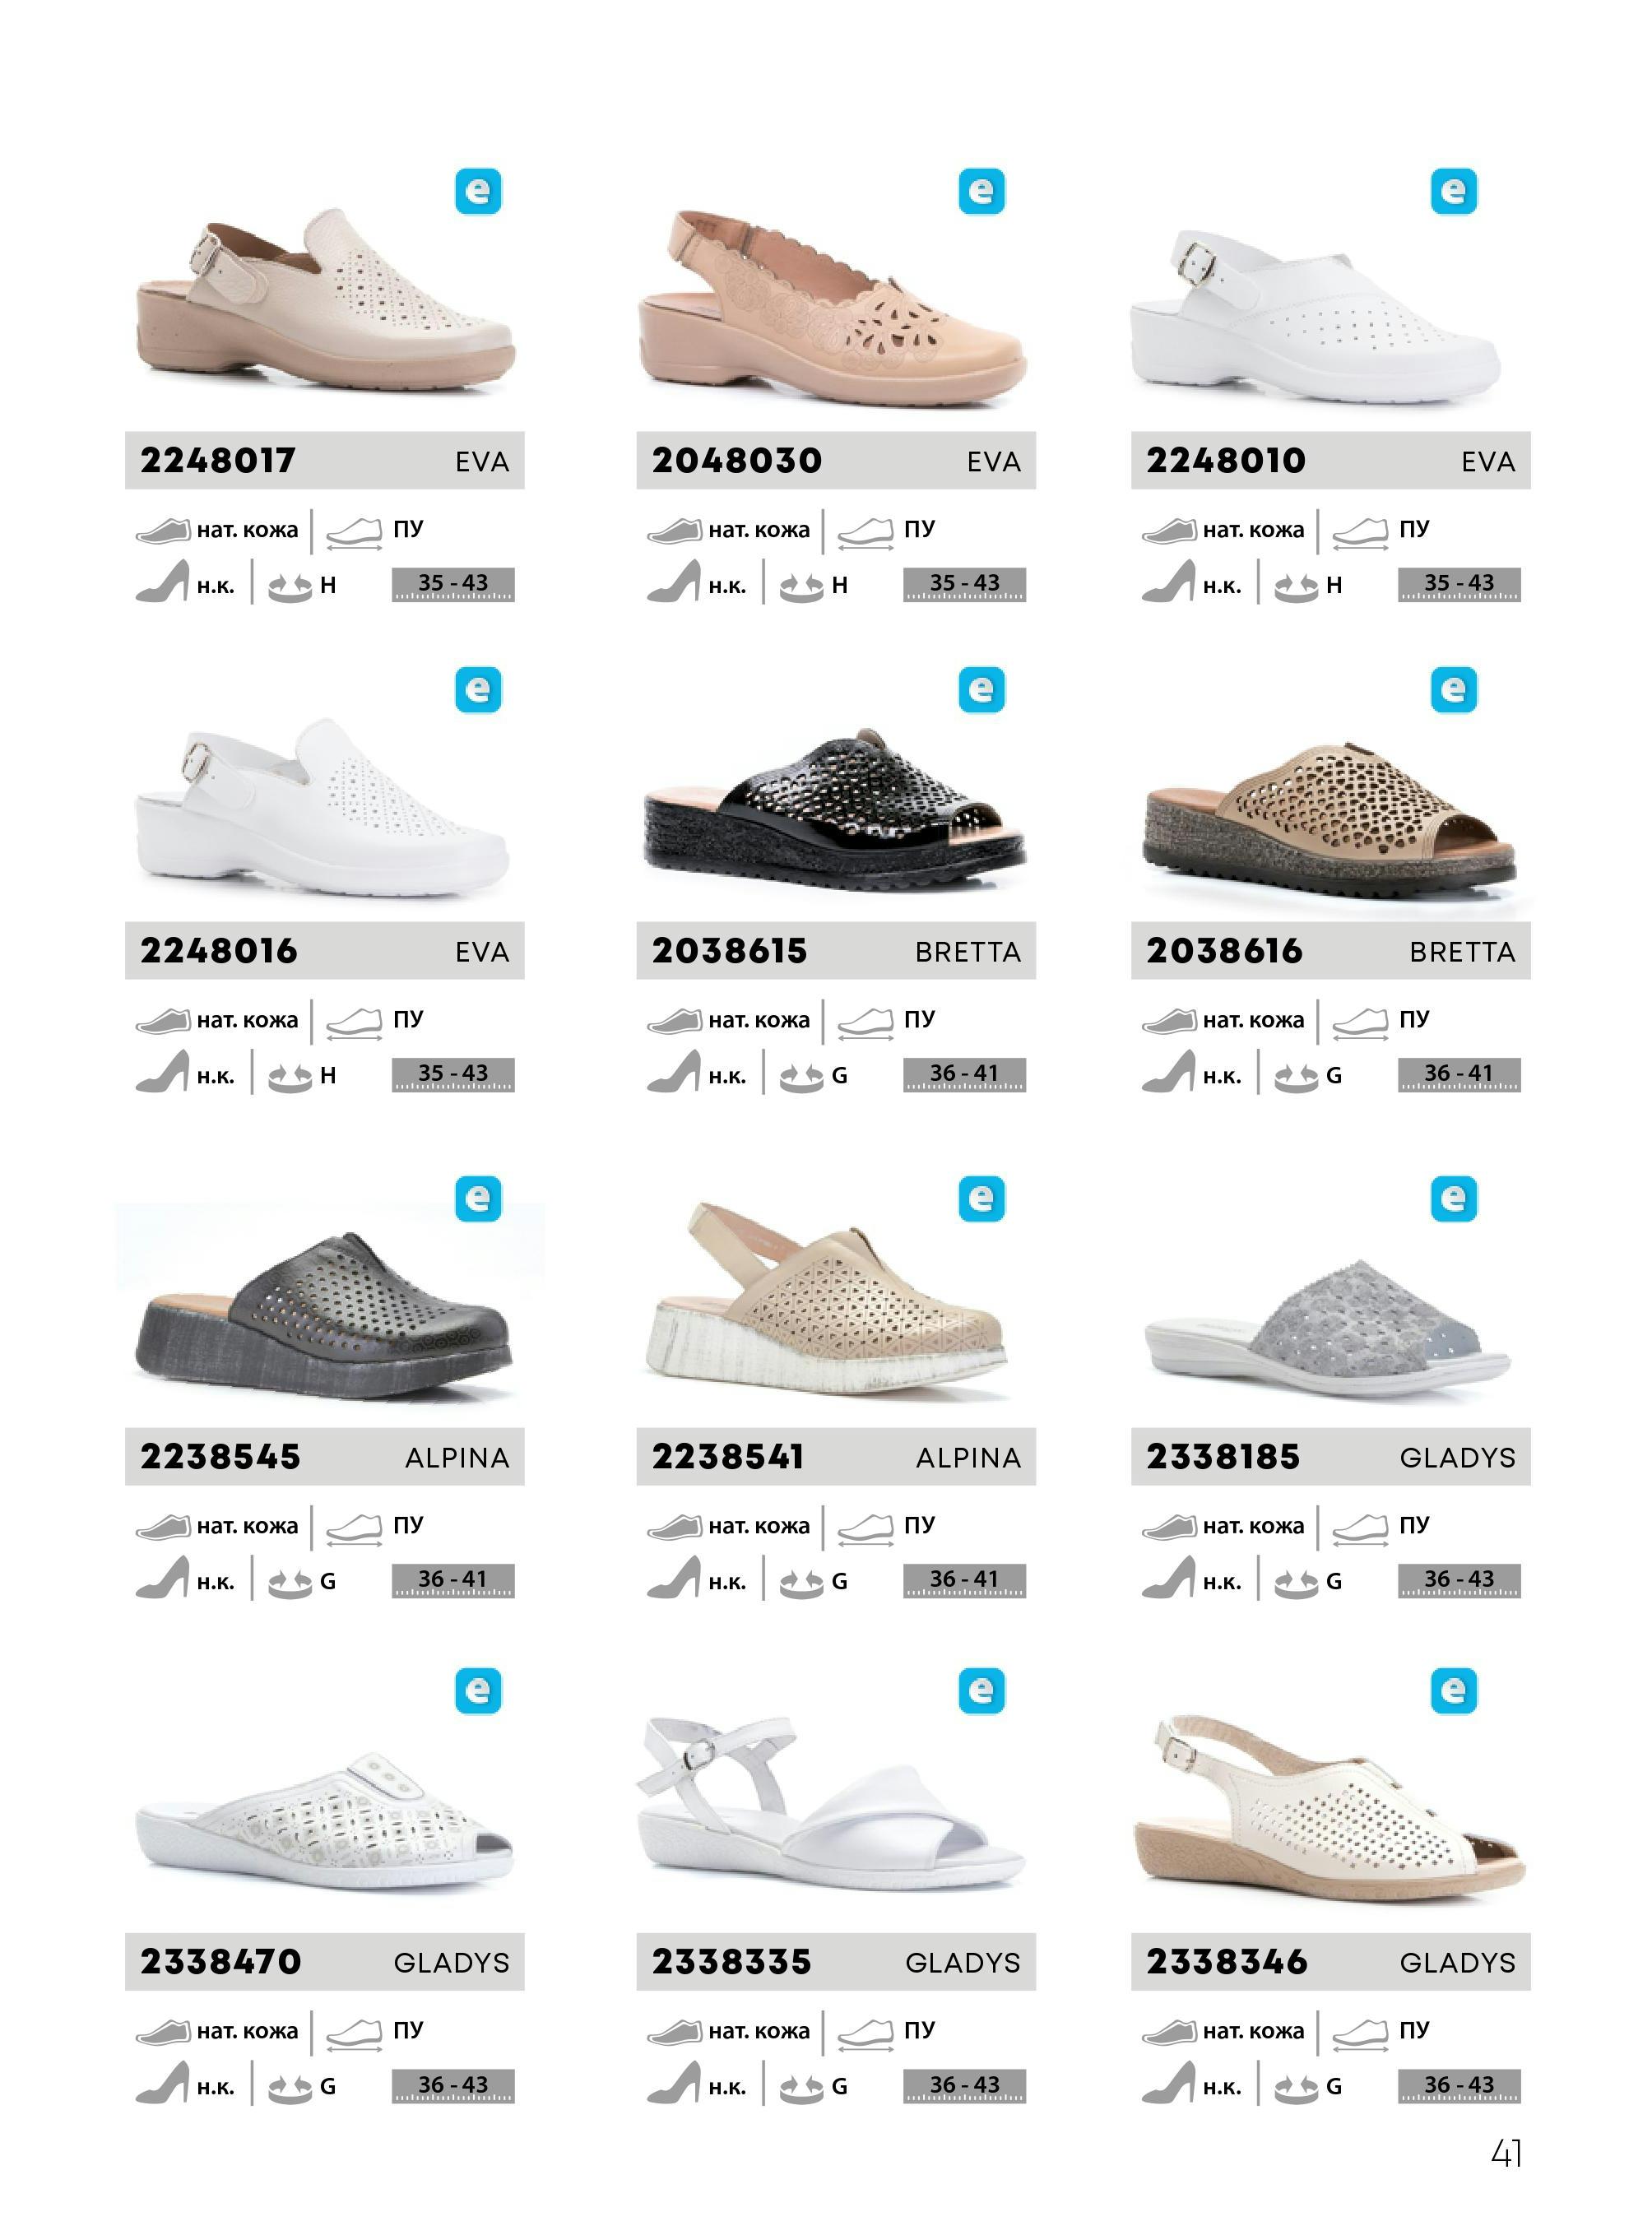 e e e
2248017 EVA
нат. кожа ПУ
н.к. H 35 - 43
2048030 EVA
нат. кожа ПУ
н.к. H 35 - 43
2248010 EVA
нат. кожа ПУ
н.к. H 35 - 43
e e e
2248016 EVA
нат. кожа ПУ
н.к. H 35 - 43
2038615 BRETTA
нат. кожа ПУ
н.к. G 36 - 41
2038616 BRETTA
нат. кожа ПУ
н.к. G 36 - 41
e e e
2238545 ALPINA
нат. кожа ПУ
н.к. G 36 - 41
2238541 ALPINA
нат. кожа ПУ
н.к. G 36 - 41
2338185 GLADYS
нат. кожа ПУ
н.к. G 36 - 43
e e e
2338470 GLADYS
нат. кожа ПУ
н.к. G 36 - 43
2338335 GLADYS
нат. кожа ПУ
н.к. G 36 - 43
2338346 GLADYS
нат. кожа ПУ
н.к. G 36 - 43
41